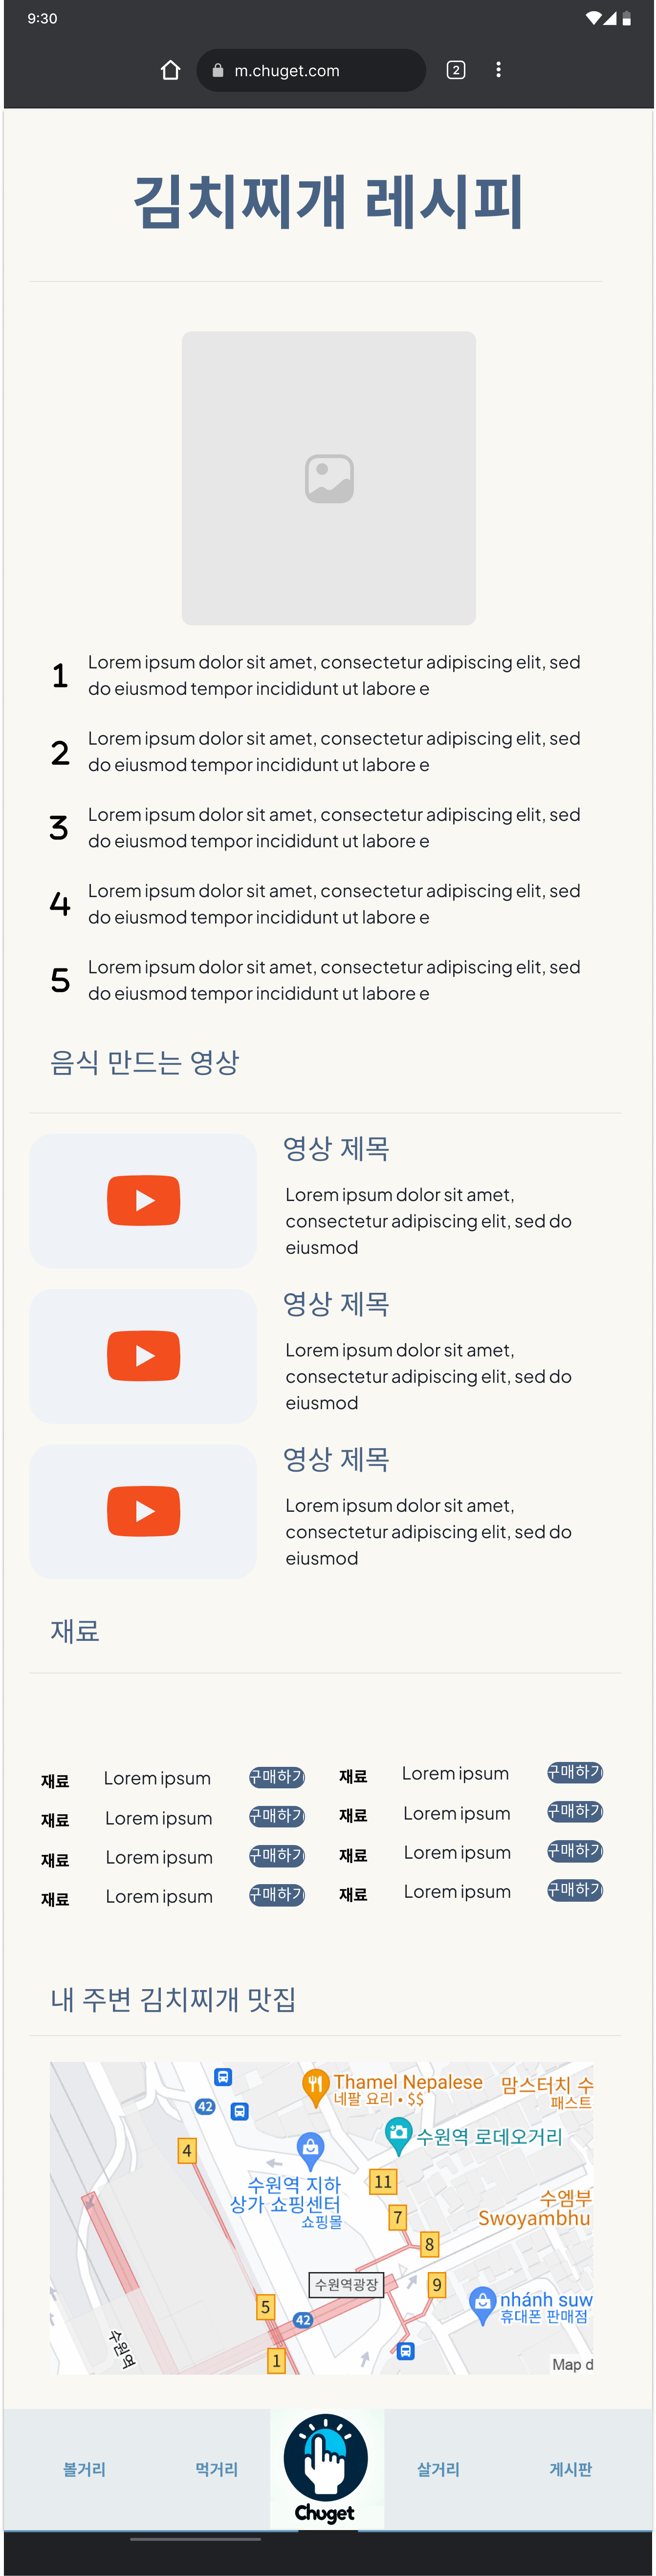 9:30
m.chuget.com
2
김치찌개 레시피
1
Lorem ipsum dolor sit amet, consectetur adipiscing elit, sed
do eiusmod tempor incididunt ut labore e
2
Lorem ipsum dolor sit amet, consectetur adipiscing elit, sed
do eiusmod tempor incididunt ut labore e
3
Lorem ipsum dolor sit amet, consectetur adipiscing elit, sed
do eiusmod tempor incididunt ut labore e
4
Lorem ipsum dolor sit amet, consectetur adipiscing elit, sed
do eiusmod tempor incididunt ut labore e
5
Lorem ipsum dolor sit amet, consectetur adipiscing elit, sed
do eiusmod tempor incididunt ut labore e
음식 만드는 영상
영상 제목
Lorem ipsum dolor sit amet,
consectetur adipiscing elit, sed do
eiusmod
영상 제목
Lorem ipsum dolor sit amet,
consectetur adipiscing elit, sed do
eiusmod
영상 제목
Lorem ipsum dolor sit amet,
consectetur adipiscing elit, sed do
eiusmod
재료
재료 Lorem ipsum 구매하기 재료 Lorem ipsum 구매하기
재료 Lorem ipsum 구매하기 재료 Lorem ipsum 구매하기
재료 Lorem ipsum 구매하기 재료 Lorem ipsum 구매하기
재료 Lorem ipsum 구매하기 재료 Lorem ipsum 구매하기
내 주변 김치찌개 맛집
Thamel Nepalese
네팔 요리 • $$
맘스터치 수
패스트
42
4
수원역 로데오거리
11
수원역 지하
상가 쇼핑센터
쇼핑몰
7
수엠부
Swoyambhu
8
수원역광장
9
nhánh suw
휴대폰 판매점
5
42
수원역
1
Map d
볼거리
먹거리
Chuget
살거리
게시판